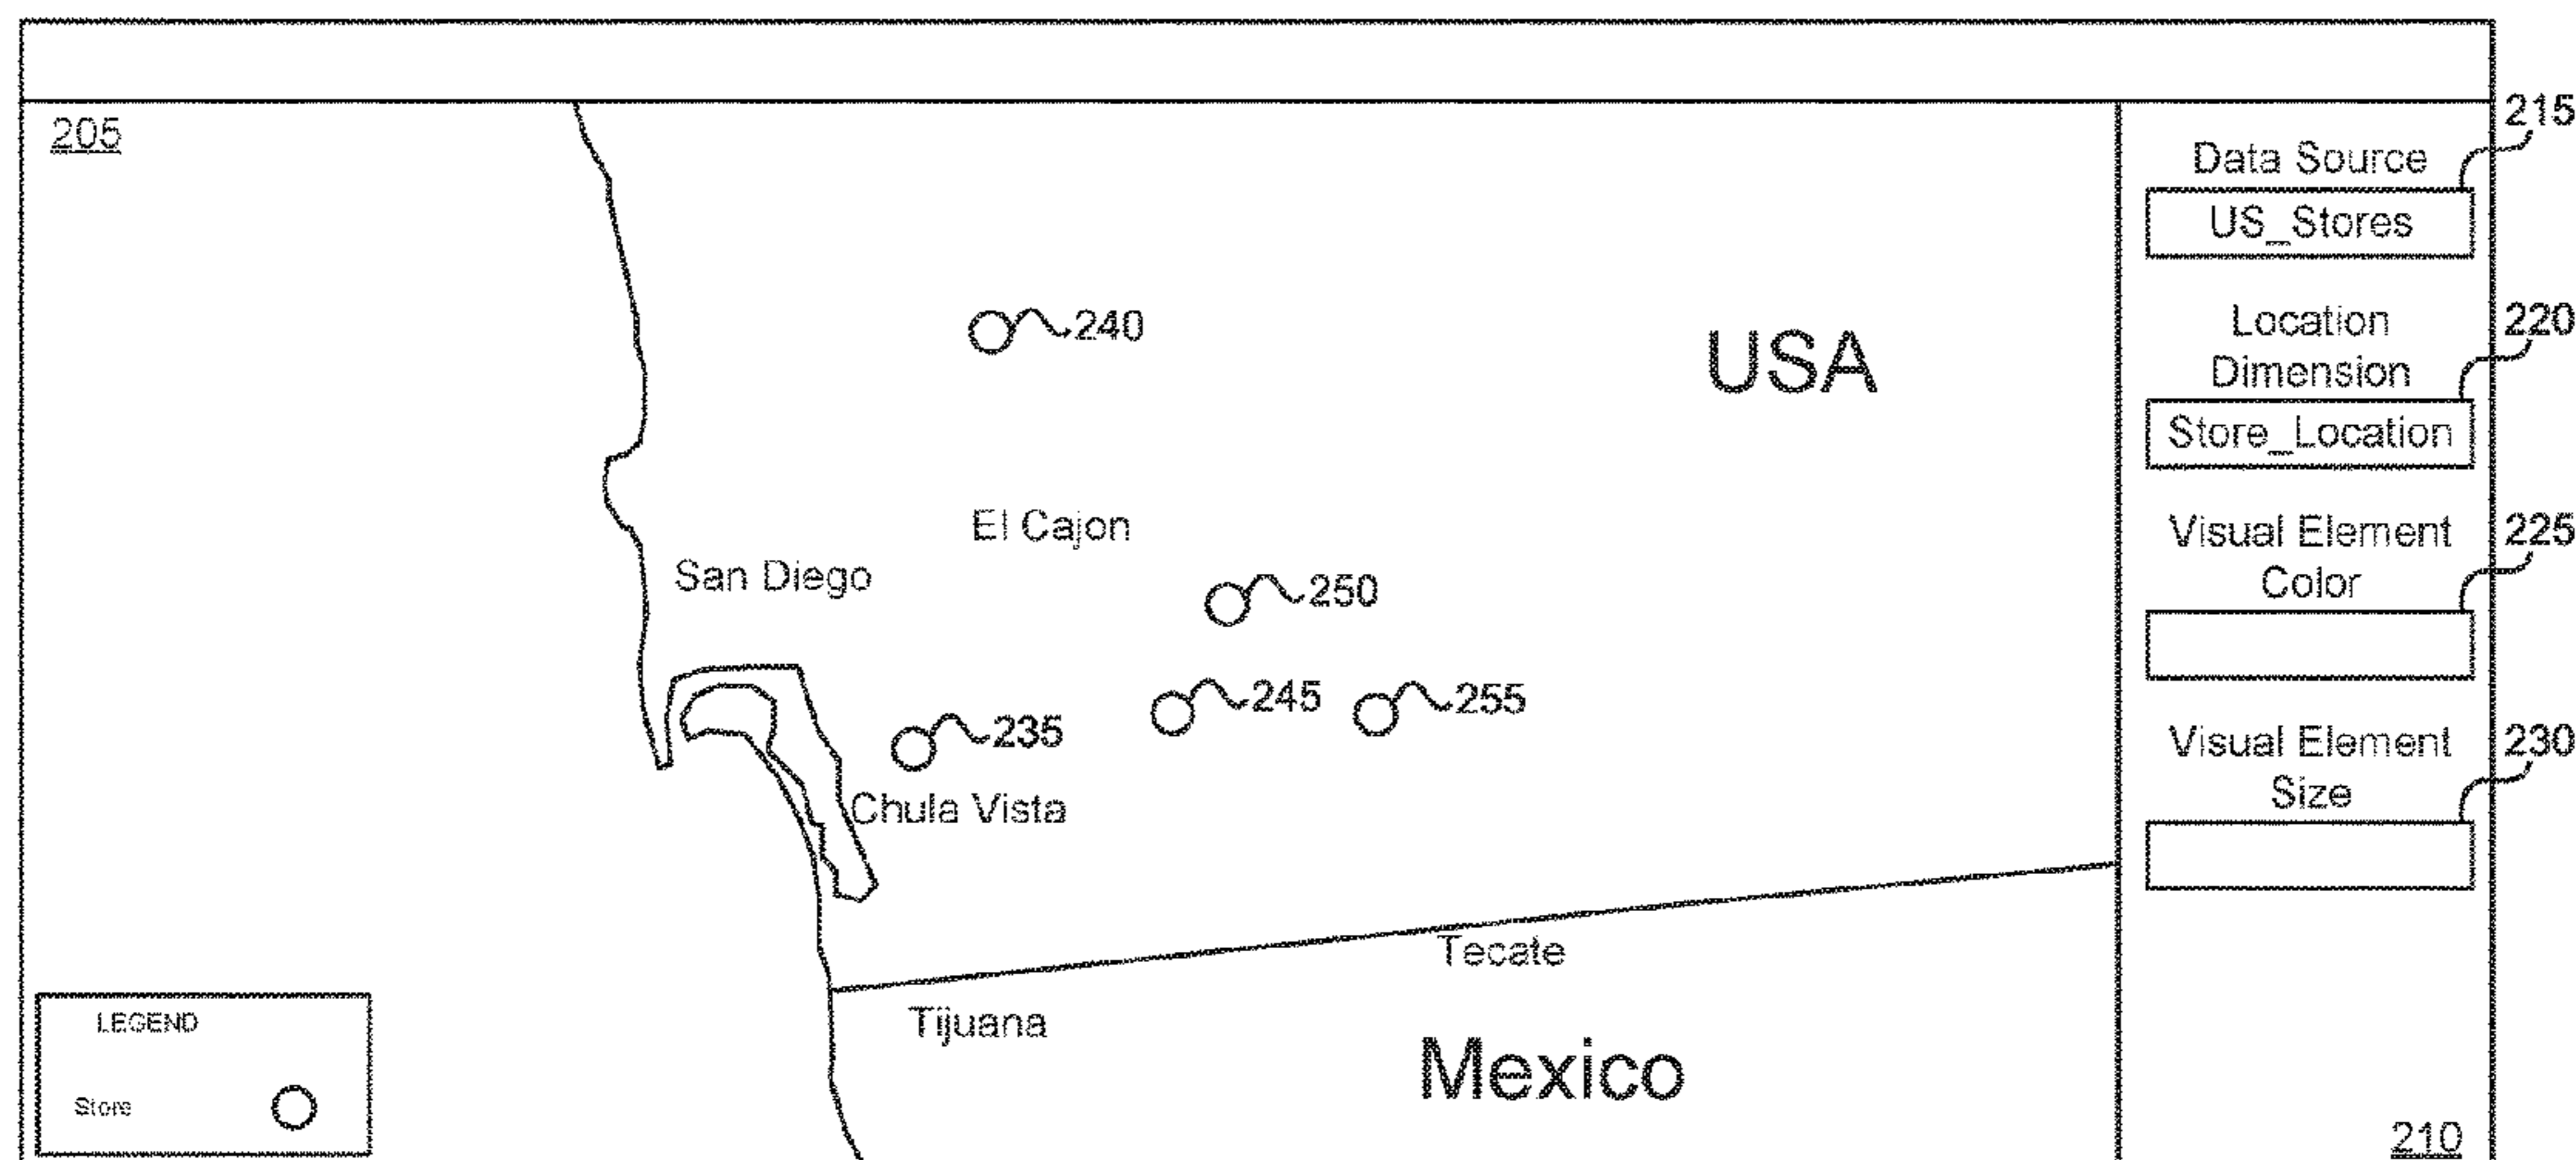 205
240
USA
El Cajon
San Diego
250
245
255
235
Chula Vista
Tecate
Tijuana
Mexico
LEGEND
Store
215
Data Source
US_Stores
220
Location
Dimension
Store_Location
225
Visual Element
Color
230
Visual Element
Size
210